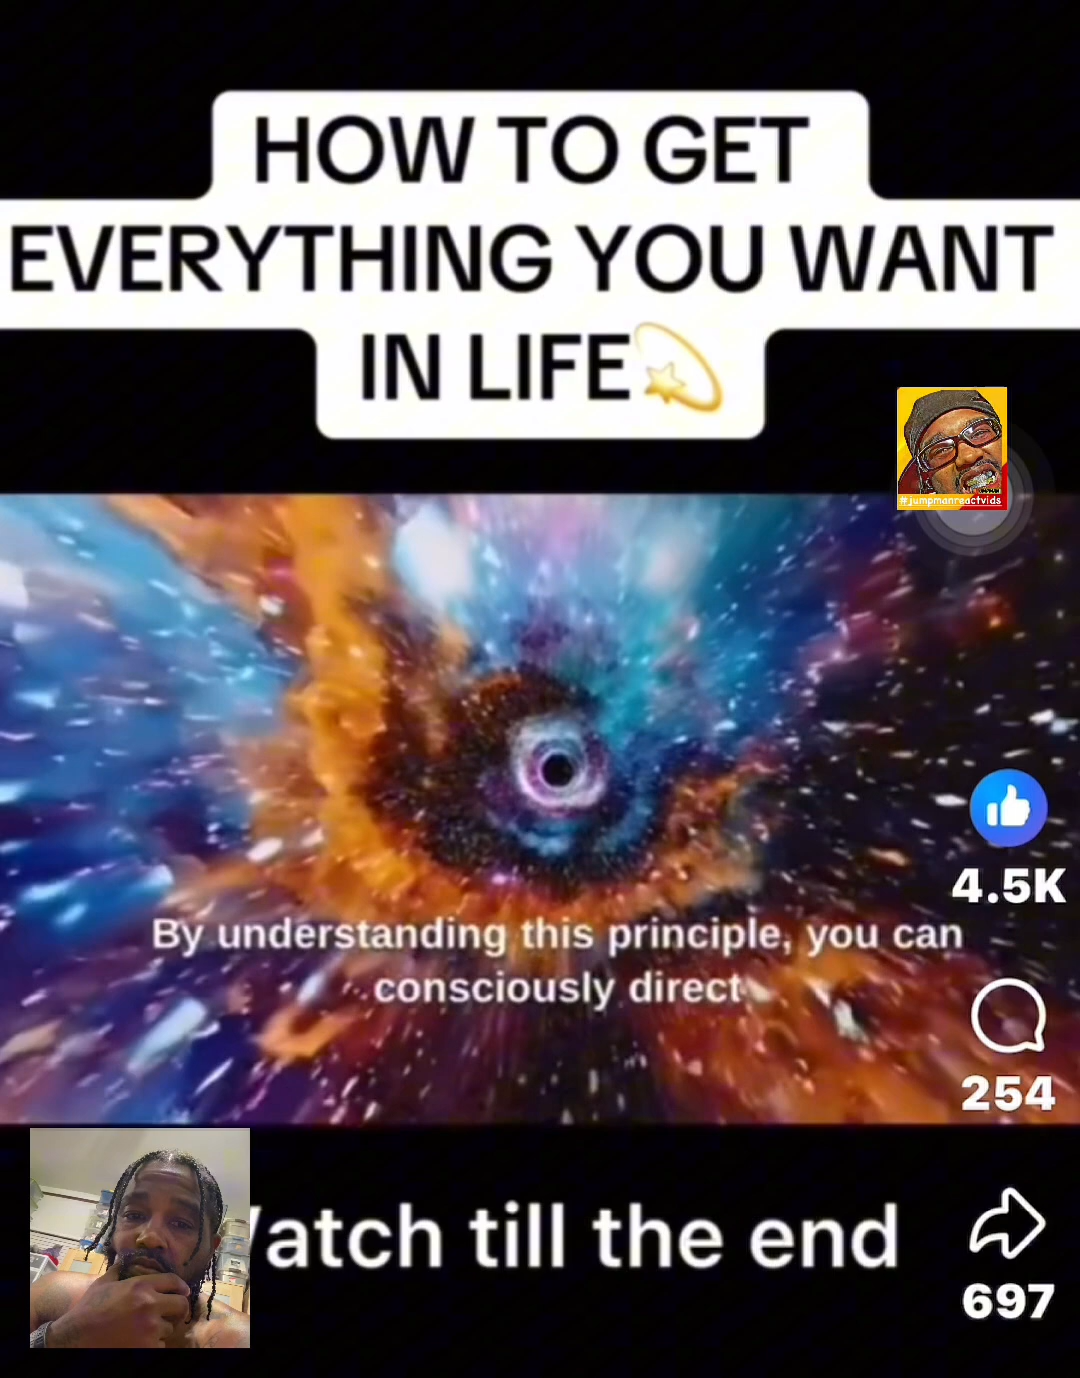 HOW TO GET
EVERYTHING YOU WANT
IN LIFE
#jumpmanreactvids
4.5K
By understanding this principle, you can
consciously direct
254
atch till the end
697